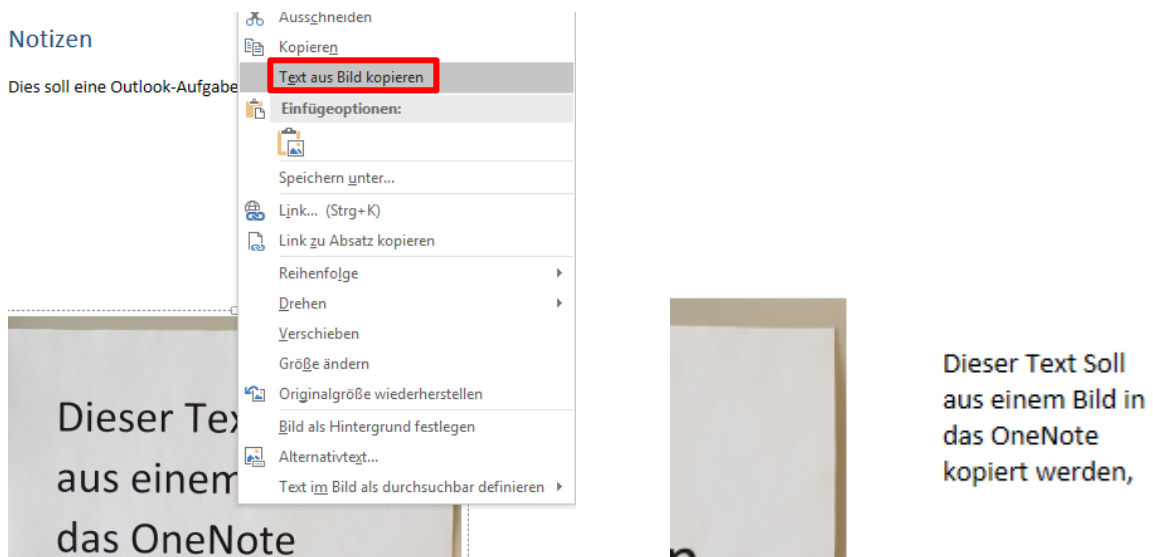 Notizen
Dies soll eine Outlook-Aufgabe
Ausschneiden
Kopieren
Text aus Bild kopieren
Einfügeoptionen:
Speichern unter...
Link... (Strg+K)
Link zu Absatz kopieren
Reihenfolge
Drehen
Verschieben
Größe ändern
Originalgröße wiederherstellen
Bild als Hintergrund festlegen
Alternativtext...
Text im Bild als durchsuchbar definieren
Dieser
aus einem
das OneNote
Dieser Text Soll
aus einem Bild in
das OneNote
kopiert werden,